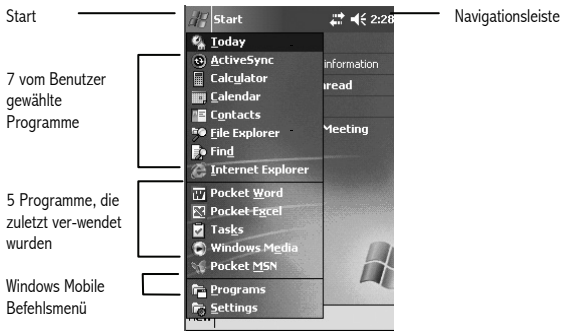 Start
Start
2:28
Navigationsleiste
Today
7 vom Benutzer
gewählte
Programme
ActiveSync
Calculator
Calendar
Contacts
File Explorer
Find
Internet Explorer
information
Meeting
5 Programme, die
zuletzt ver-wendet
wurden
Pocket Word
Pocket Excel
Tasks
Windows Media
Pocket MSN
Windows Mobile
Befehlsmenü
Programs
Settings